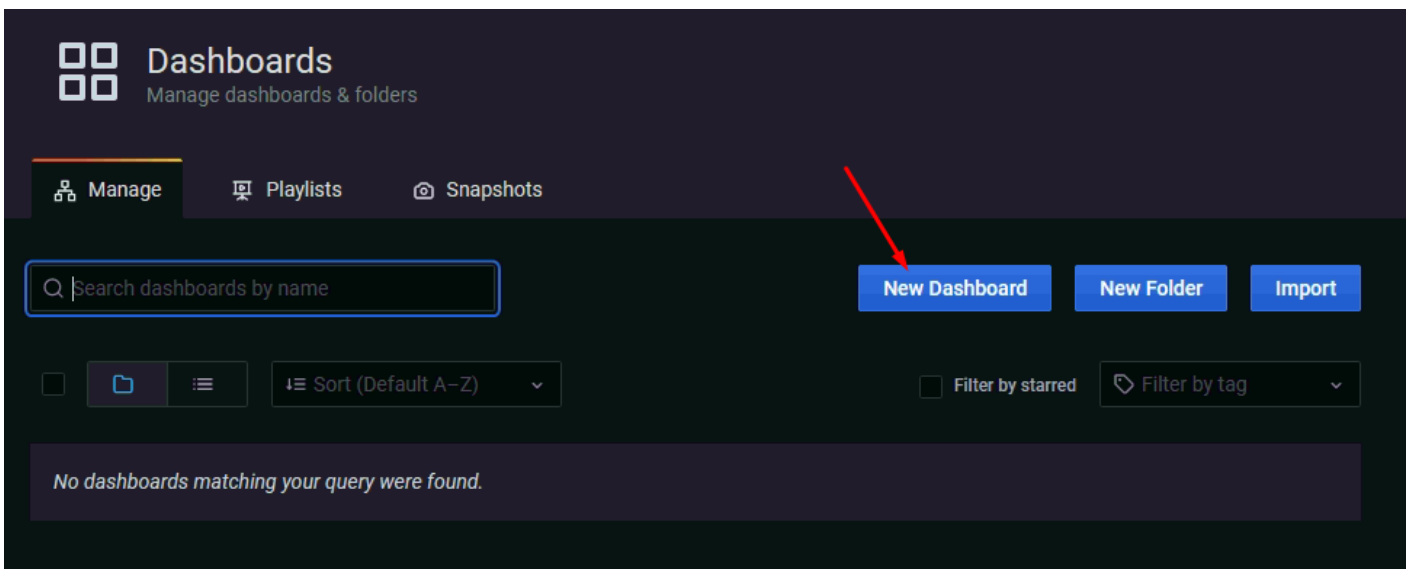 Dashboards
Manage dashboards & folders
Manage Playlists Snapshots
Search dashboards by name New Dashboard New Folder Import
Sort (Default A–Z) Filter by starred Filter by tag
No dashboards matching your query were found.